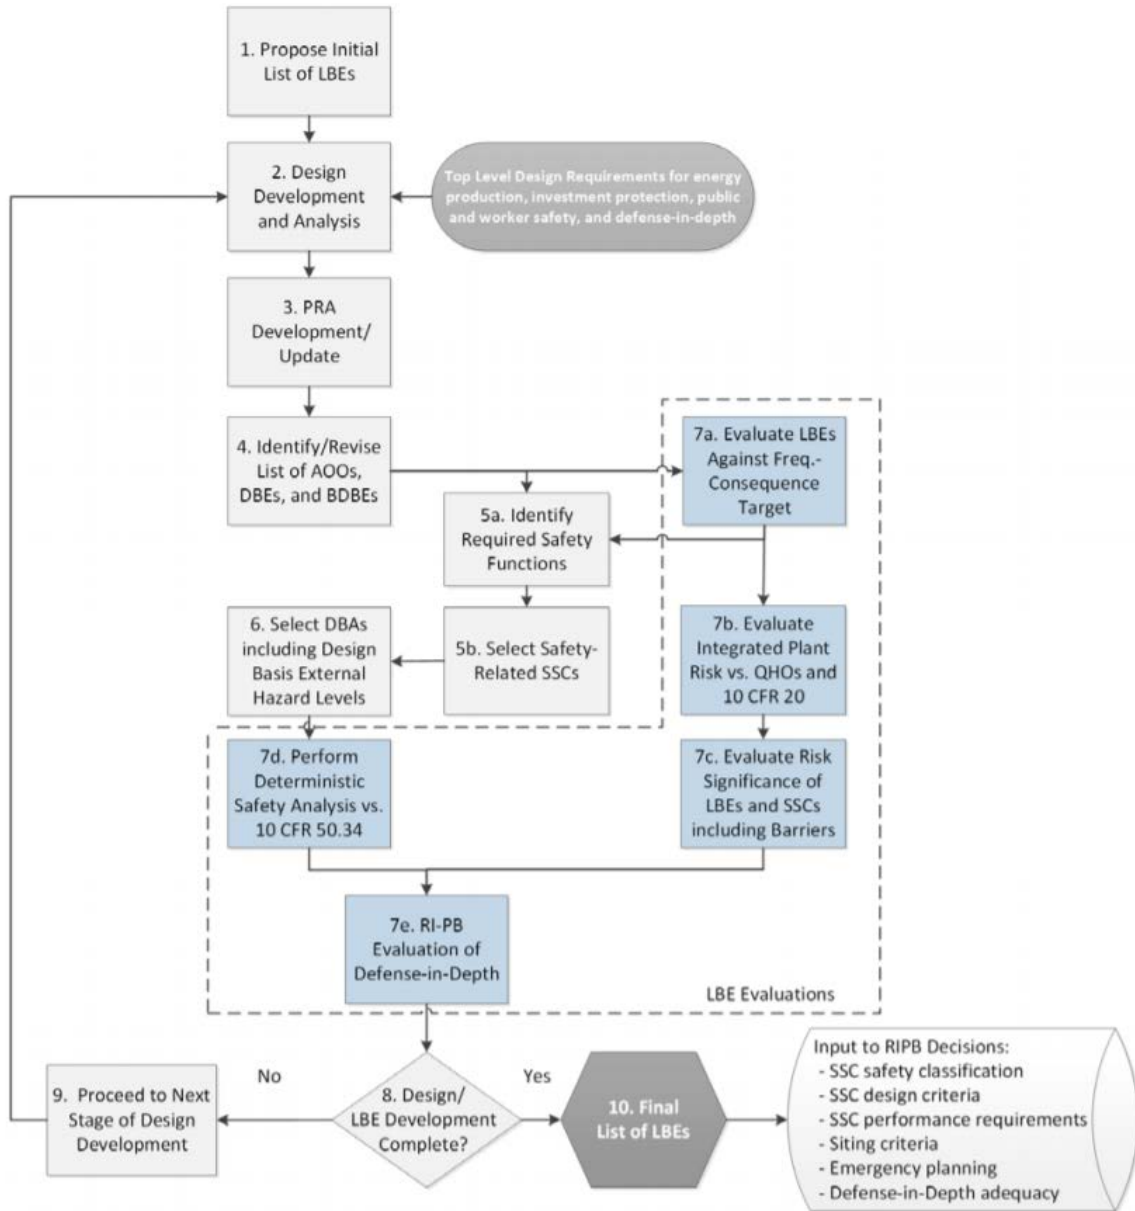 1. Propose Initial
List of LBEs
2. Design
Development
and Analysis
Top Level Design Requirements for energy
production, investment protection, public
and worker safety, and defense-in-depth
3. PRA
Development/
Update
4. Identify/Revise
List of AOOs,
DBEs, and BDBEs
7a. Evaluate LBEs
Against Freq.-
Consequence
Target
5a. Identify
Required Safety
Functions
6. Select DBAs
including Design
Basis External
Hazard Levels
5b. Select Safety-
Related SSCs
7b. Evaluate
Integrated Plant
Risk vs. QHOs and
10 CFR 20
7d. Perform
Deterministic
Safety Analysis vs.
10 CFR 50.34
7c. Evaluate Risk
Significance of
LBEs and SSCs
including Barriers
7e. RI-PB
Evaluation of
Defense-in-Depth
LBE Evaluations
9. Proceed to Next
Stage of Design
Development
No
8. Design/
LBE Development
Complete?
Yes
10. Final
List of LBEs
Input to RIPB Decisions:
- SSC safety classification
- SSC design criteria
- SSC performance requirements
- Siting criteria
- Emergency planning
- Defense-in-Depth adequacy